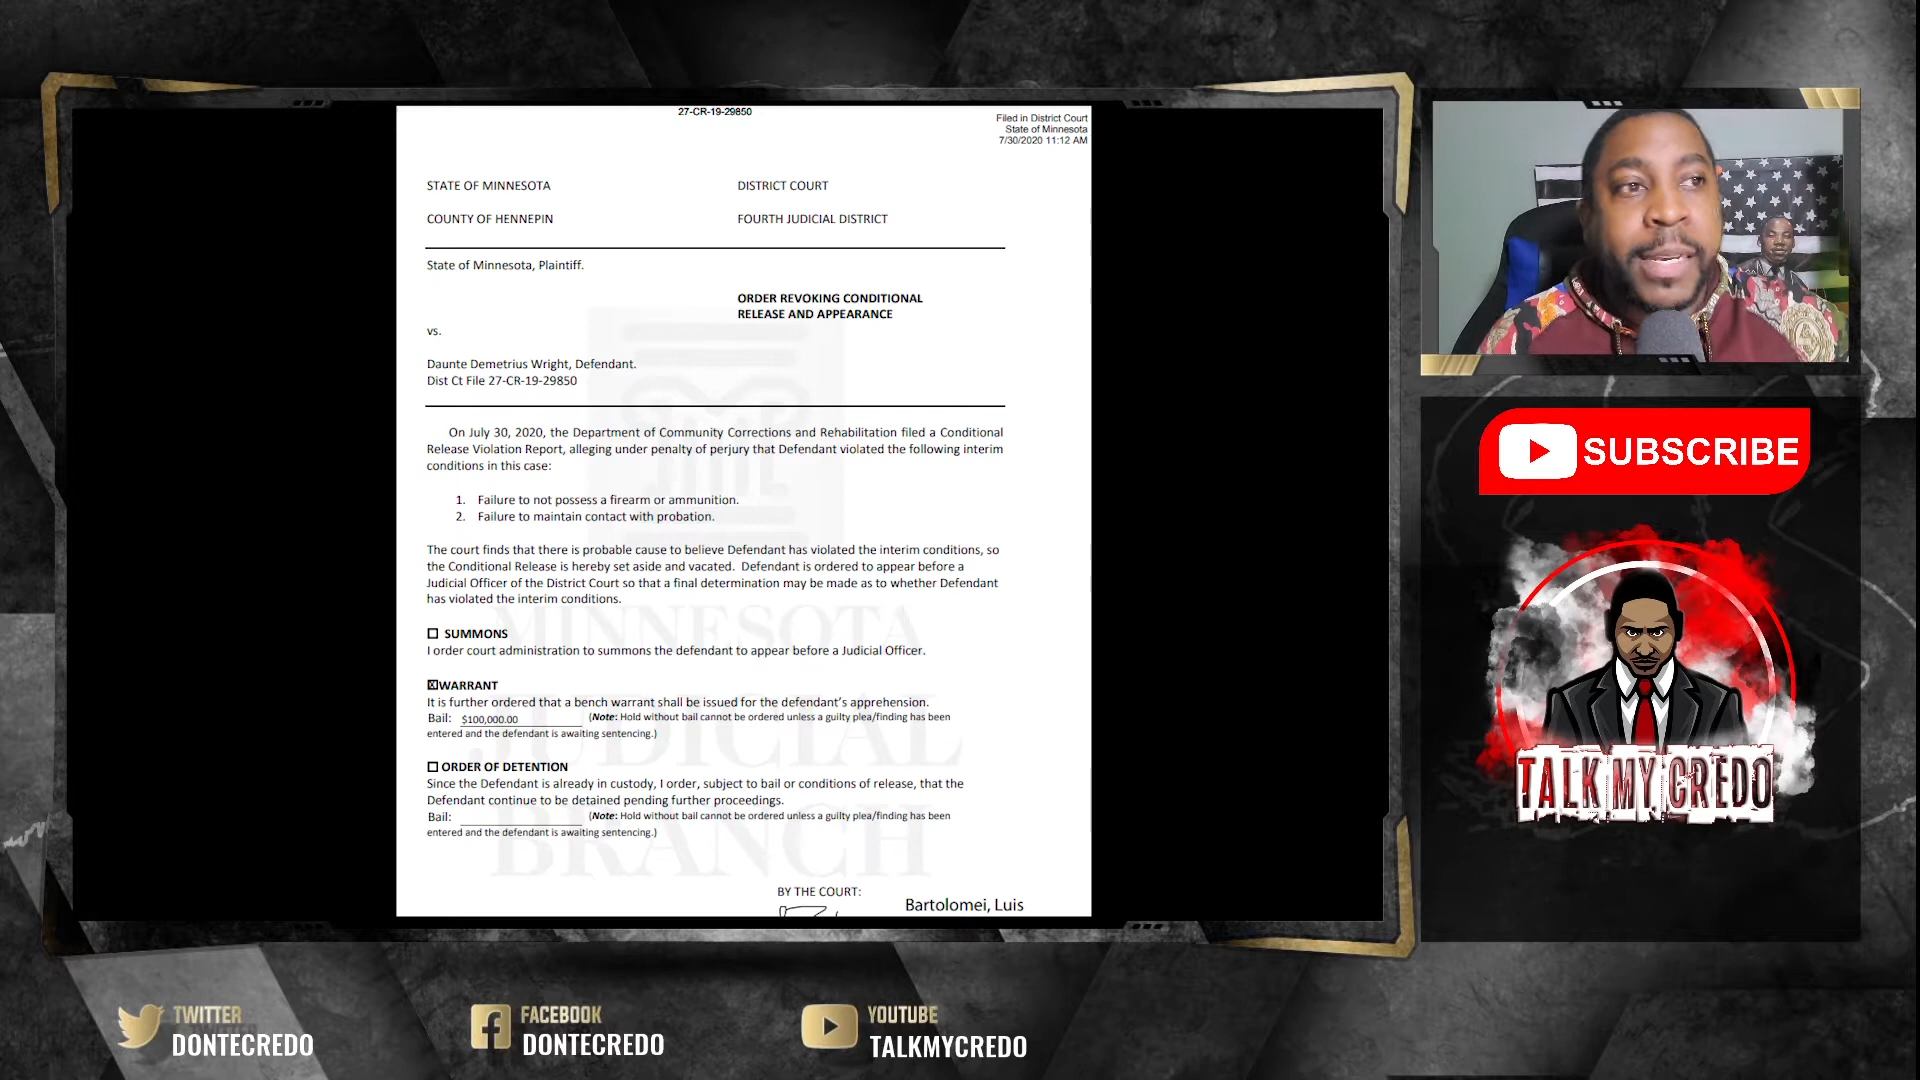 27-CR-19-29850
Filed in District Court
State of Minnesota
7/30/2020 11:12 AM
STATE OF MINNESOTA
DISTRICT COURT
COUNTY OF HENNEPIN
FOURTH JUDICIAL DISTRICT
State of Minnesota, Plaintiff.
ORDER REVOKING CONDITIONAL
RELEASE AND APPEARANCE
vs.
Daunte Demetrius Wright, Defendant.
Dist Ct File 27-CR-19-29850
On July 30, 2020, the Department of Community Corrections and Rehabilitation filed a Conditional
Release Violation Report, alleging under penalty of perjury that Defendant violated the following interim
conditions in this case:
1. Failure to not possess a firearm or ammunition.
2. Failure to maintain contact with probation.
The court finds that there is probable cause to believe Defendant has violated the interim conditions, so
the Conditional Release is hereby set aside and vacated. Defendant is ordered to appear before a
Judicial Officer of the District Court so that a final determination may be made as to whether Defendant
has violated the interim conditions.
☐ SUMMONS
I order court administration to summons the defendant to appear before a Judicial Officer.
☒WARRANT
It is further ordered that a bench warrant shall be issued for the defendant's apprehension.
Bail: $100,000.00 (Note: Hold without bail cannot be ordered unless a guilty plea/finding has been
entered and the defendant is awaiting sentencing.)
☐ ORDER OF DETENTION
Since the Defendant is already in custody, I order, subject to bail or conditions of release, that the
Defendant continue to be detained pending further proceedings.
Bail: (Note: Hold without bail cannot be ordered unless a guilty plea/finding has been
entered and the defendant is awaiting sentencing.)
BY THE COURT:
Bartolomei, Luis
MINNESOTA
JUDICIAL
BRANCH
SUBSCRIBE
TALK MY CREDO
TWITTER
DONTECREDO
FACEBOOK
DONTECREDO
YOUTUBE
TALKMYCREDO